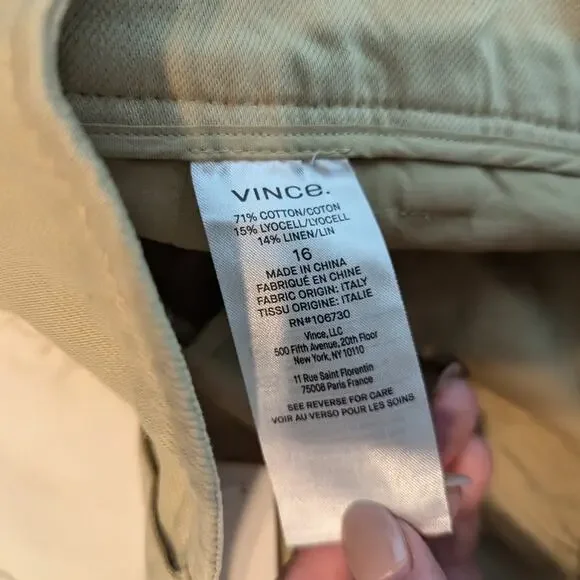 VINCE.
71% COTTON/COTON
15% LYOCELL/LYOCELL
14% LINEN/LIN
16
MADE IN CHINA
FABRIQUÉ EN CHINE
FABRIC ORIGIN: ITALY
TISSU ORIGINE: ITALIE
RN#106730
Vince, LLC
500 Fifth Avenue, 20th Floor
New York, NY 10110
11 Rue Saint Florentin
75008 Paris France
SEE REVERSE FOR CARE
VOIR AU VERSO POUR LES SOINS